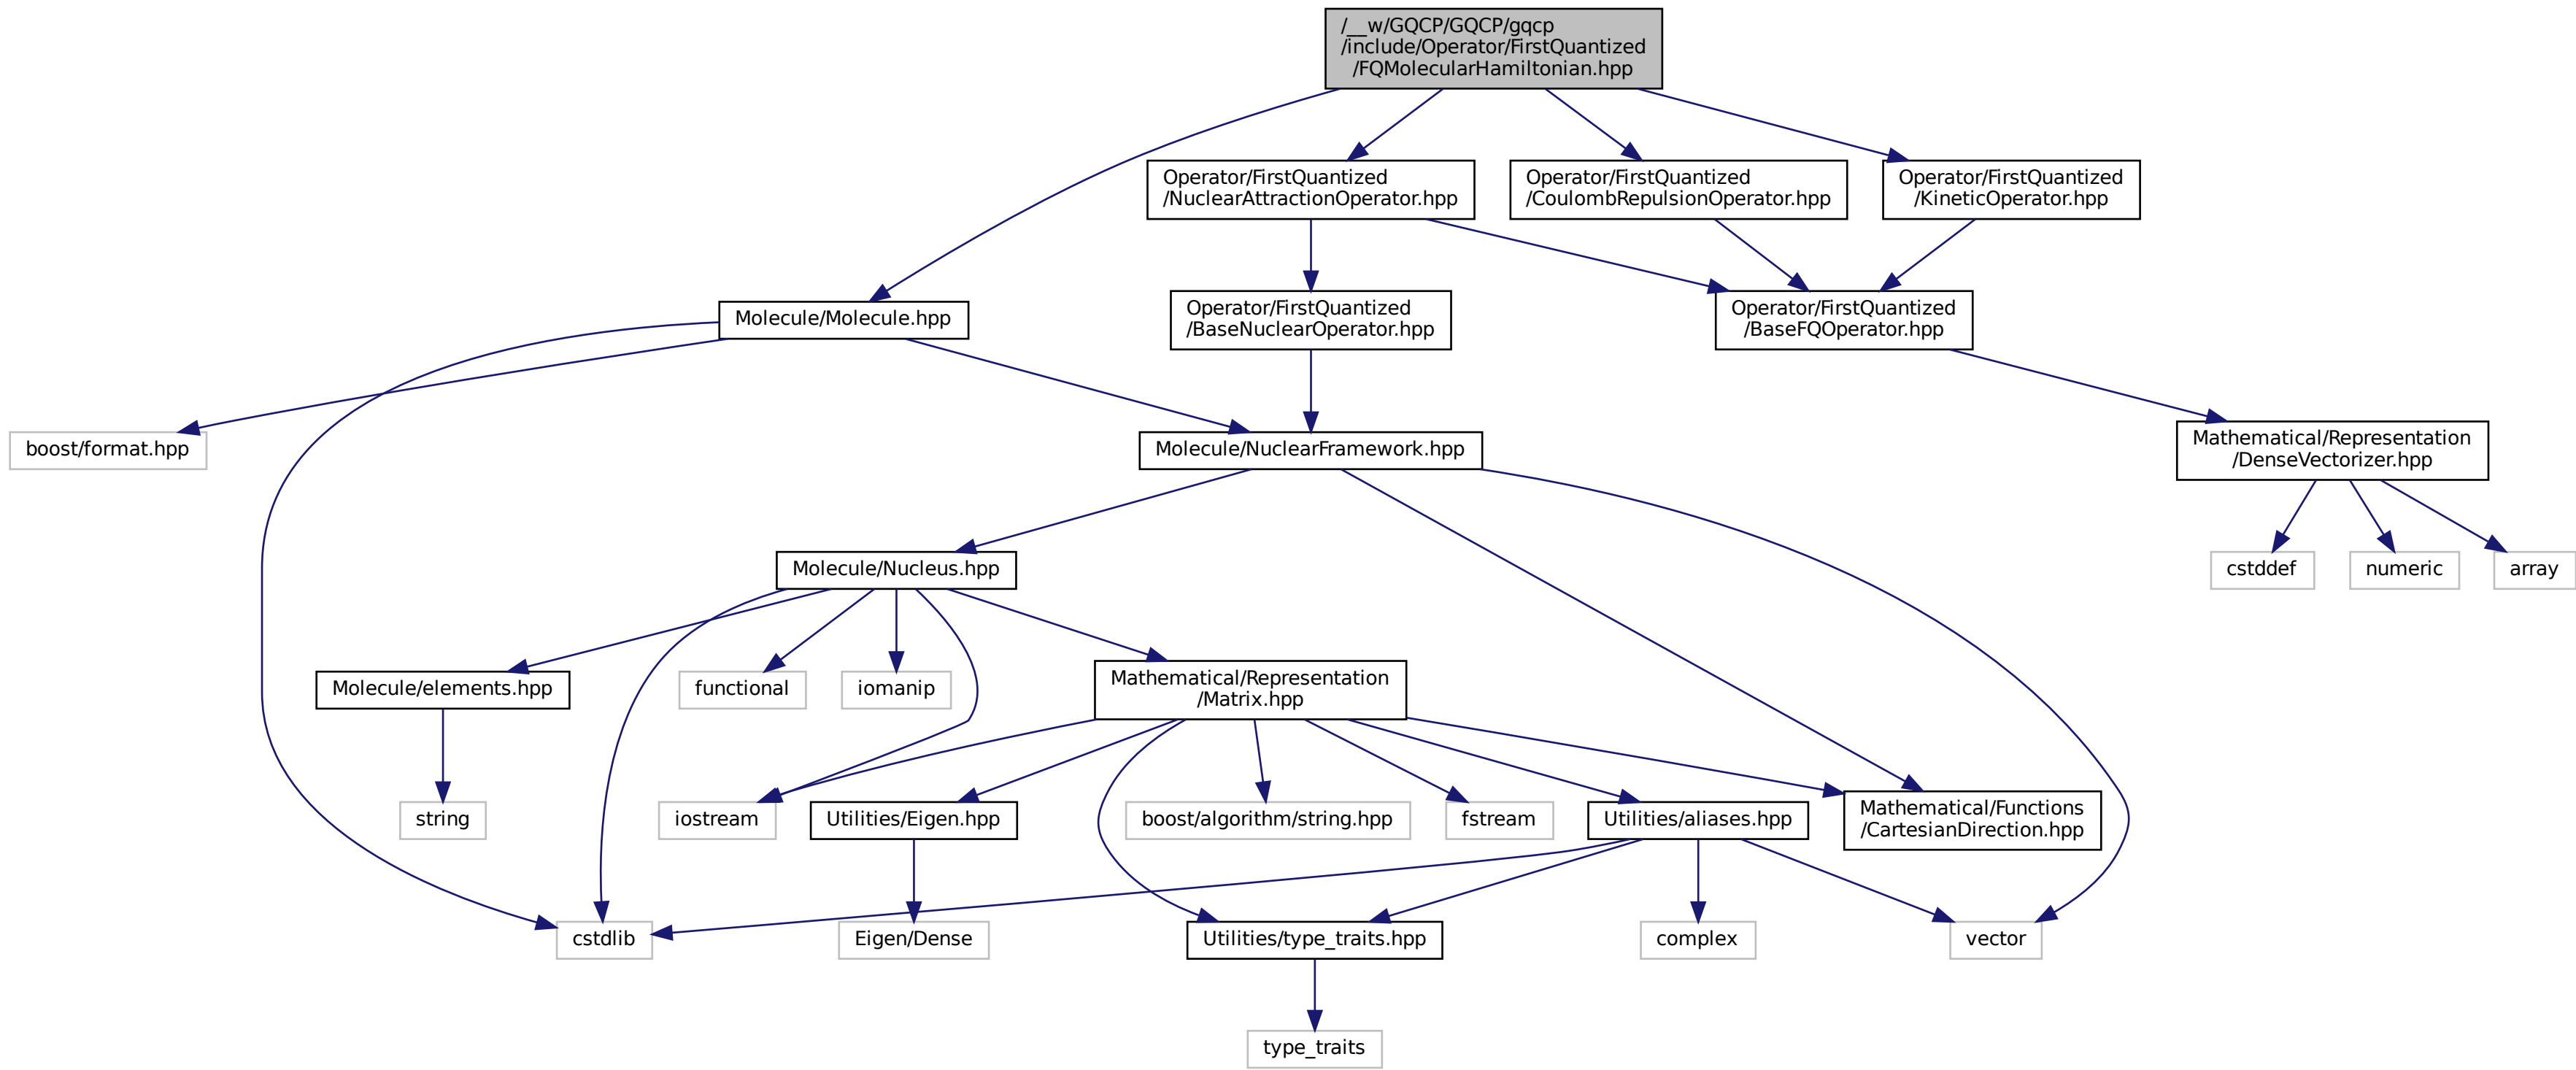 /__w/GQCP/GQCP/gqcp
/include/Operator/FirstQuantized
/FQMolecularHamiltonian.hpp
Operator/FirstQuantized
/NuclearAttractionOperator.hpp
Operator/FirstQuantized
/CoulombRepulsionOperator.hpp
Operator/FirstQuantized
/KineticOperator.hpp
Molecule/Molecule.hpp
Operator/FirstQuantized
/BaseNuclearOperator.hpp
Operator/FirstQuantized
/BaseFQOperator.hpp
boost/format.hpp
Molecule/NuclearFramework.hpp
Mathematical/Representation
/DenseVectorizer.hpp
Molecule/Nucleus.hpp
cstddef
numeric
array
Molecule/elements.hpp
functional
iomanip
Mathematical/Representation
/Matrix.hpp
string
iostream
Utilities/Eigen.hpp
boost/algorithm/string.hpp
fstream
Utilities/aliases.hpp
Mathematical/Functions
/CartesianDirection.hpp
cstdlib
Eigen/Dense
Utilities/type_traits.hpp
complex
vector
type_traits